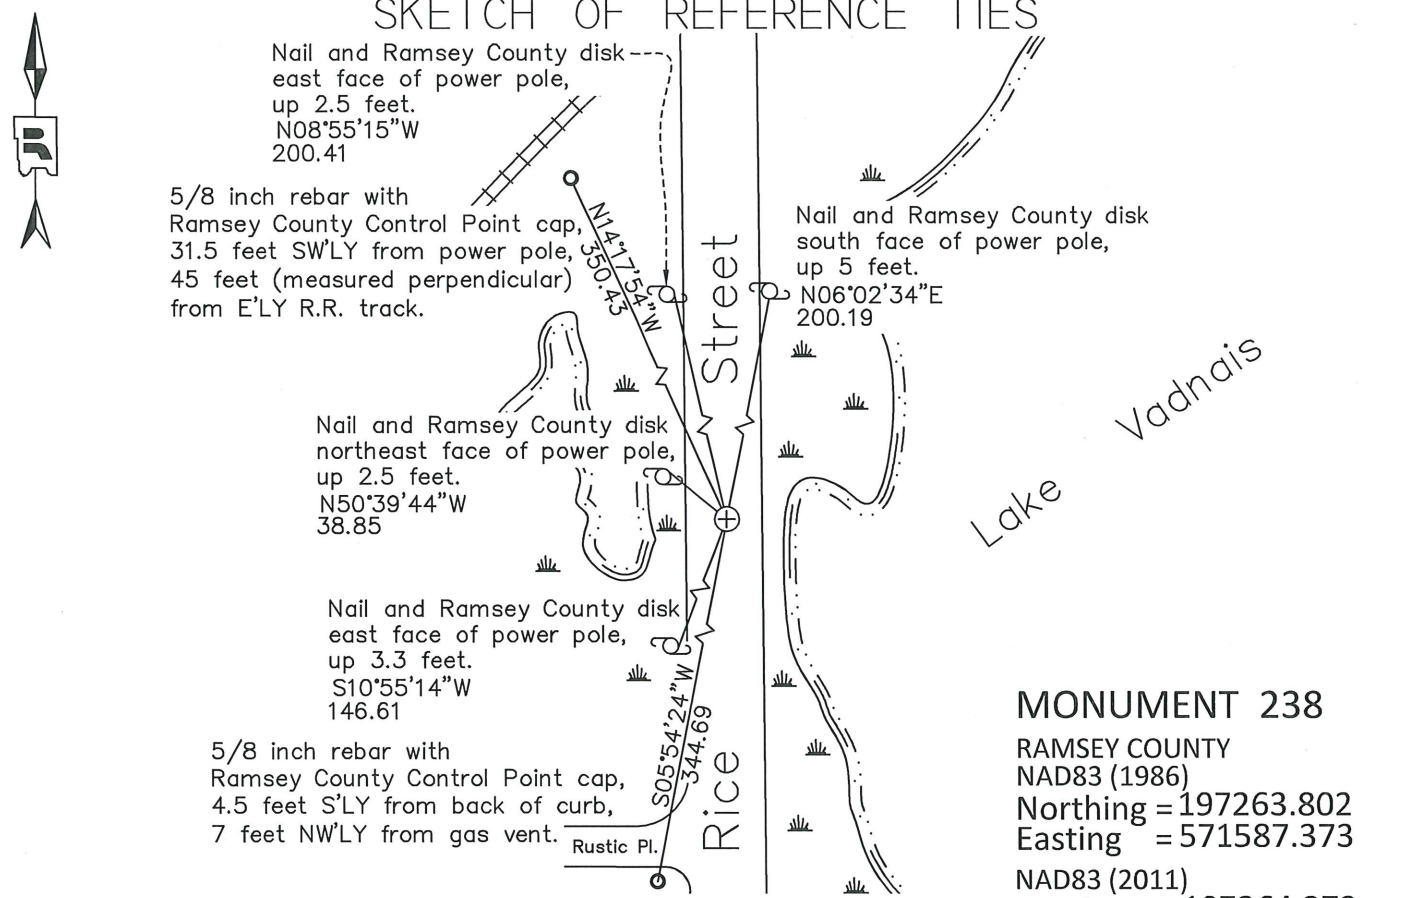 SKETCH OF REFERENCE TIES
Nail and Ramsey County disk
east face of power pole,
up 2.5 feet.
N08°55'15"W
200.41
R
5/8 inch rebar with
Ramsey County Control Point cap,
31.5 feet SW'LY from power pole,
45 feet (measured perpendicular)
from E'LY R.R. track.
N14°17'54"W
350.43
Nail and Ramsey County disk
south face of power pole,
up 5 feet.
N06°02'34"E
200.19
Rice Street
Lake Vadnais
Nail and Ramsey County disk
northeast face of power pole,
up 2.5 feet.
N50°39'44"W
38.85
Nail and Ramsey County disk
east face of power pole,
up 3.3 feet.
S10°55'14"W
146.61
S05°54'24"W
344.69
5/8 inch rebar with
Ramsey County Control Point cap,
4.5 feet S'LY from back of curb,
7 feet NW'LY from gas vent.
Rustic Pl.
MONUMENT 238
RAMSEY COUNTY
NAD83 (1986)
Northing = 197263.802
Easting = 571587.373
NAD83 (2011)